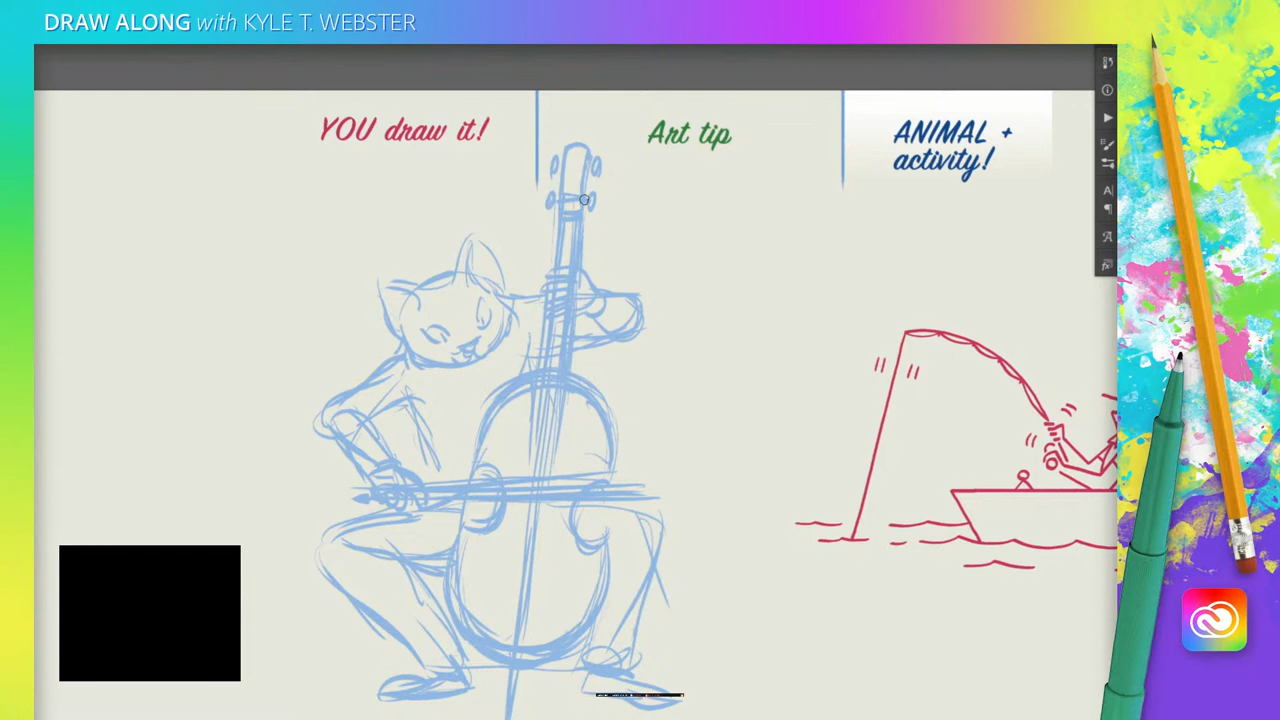 DRAW ALONG with KYLE T. WEBSTER
YOU draw it!
Art tip
ANIMAL +
activity!